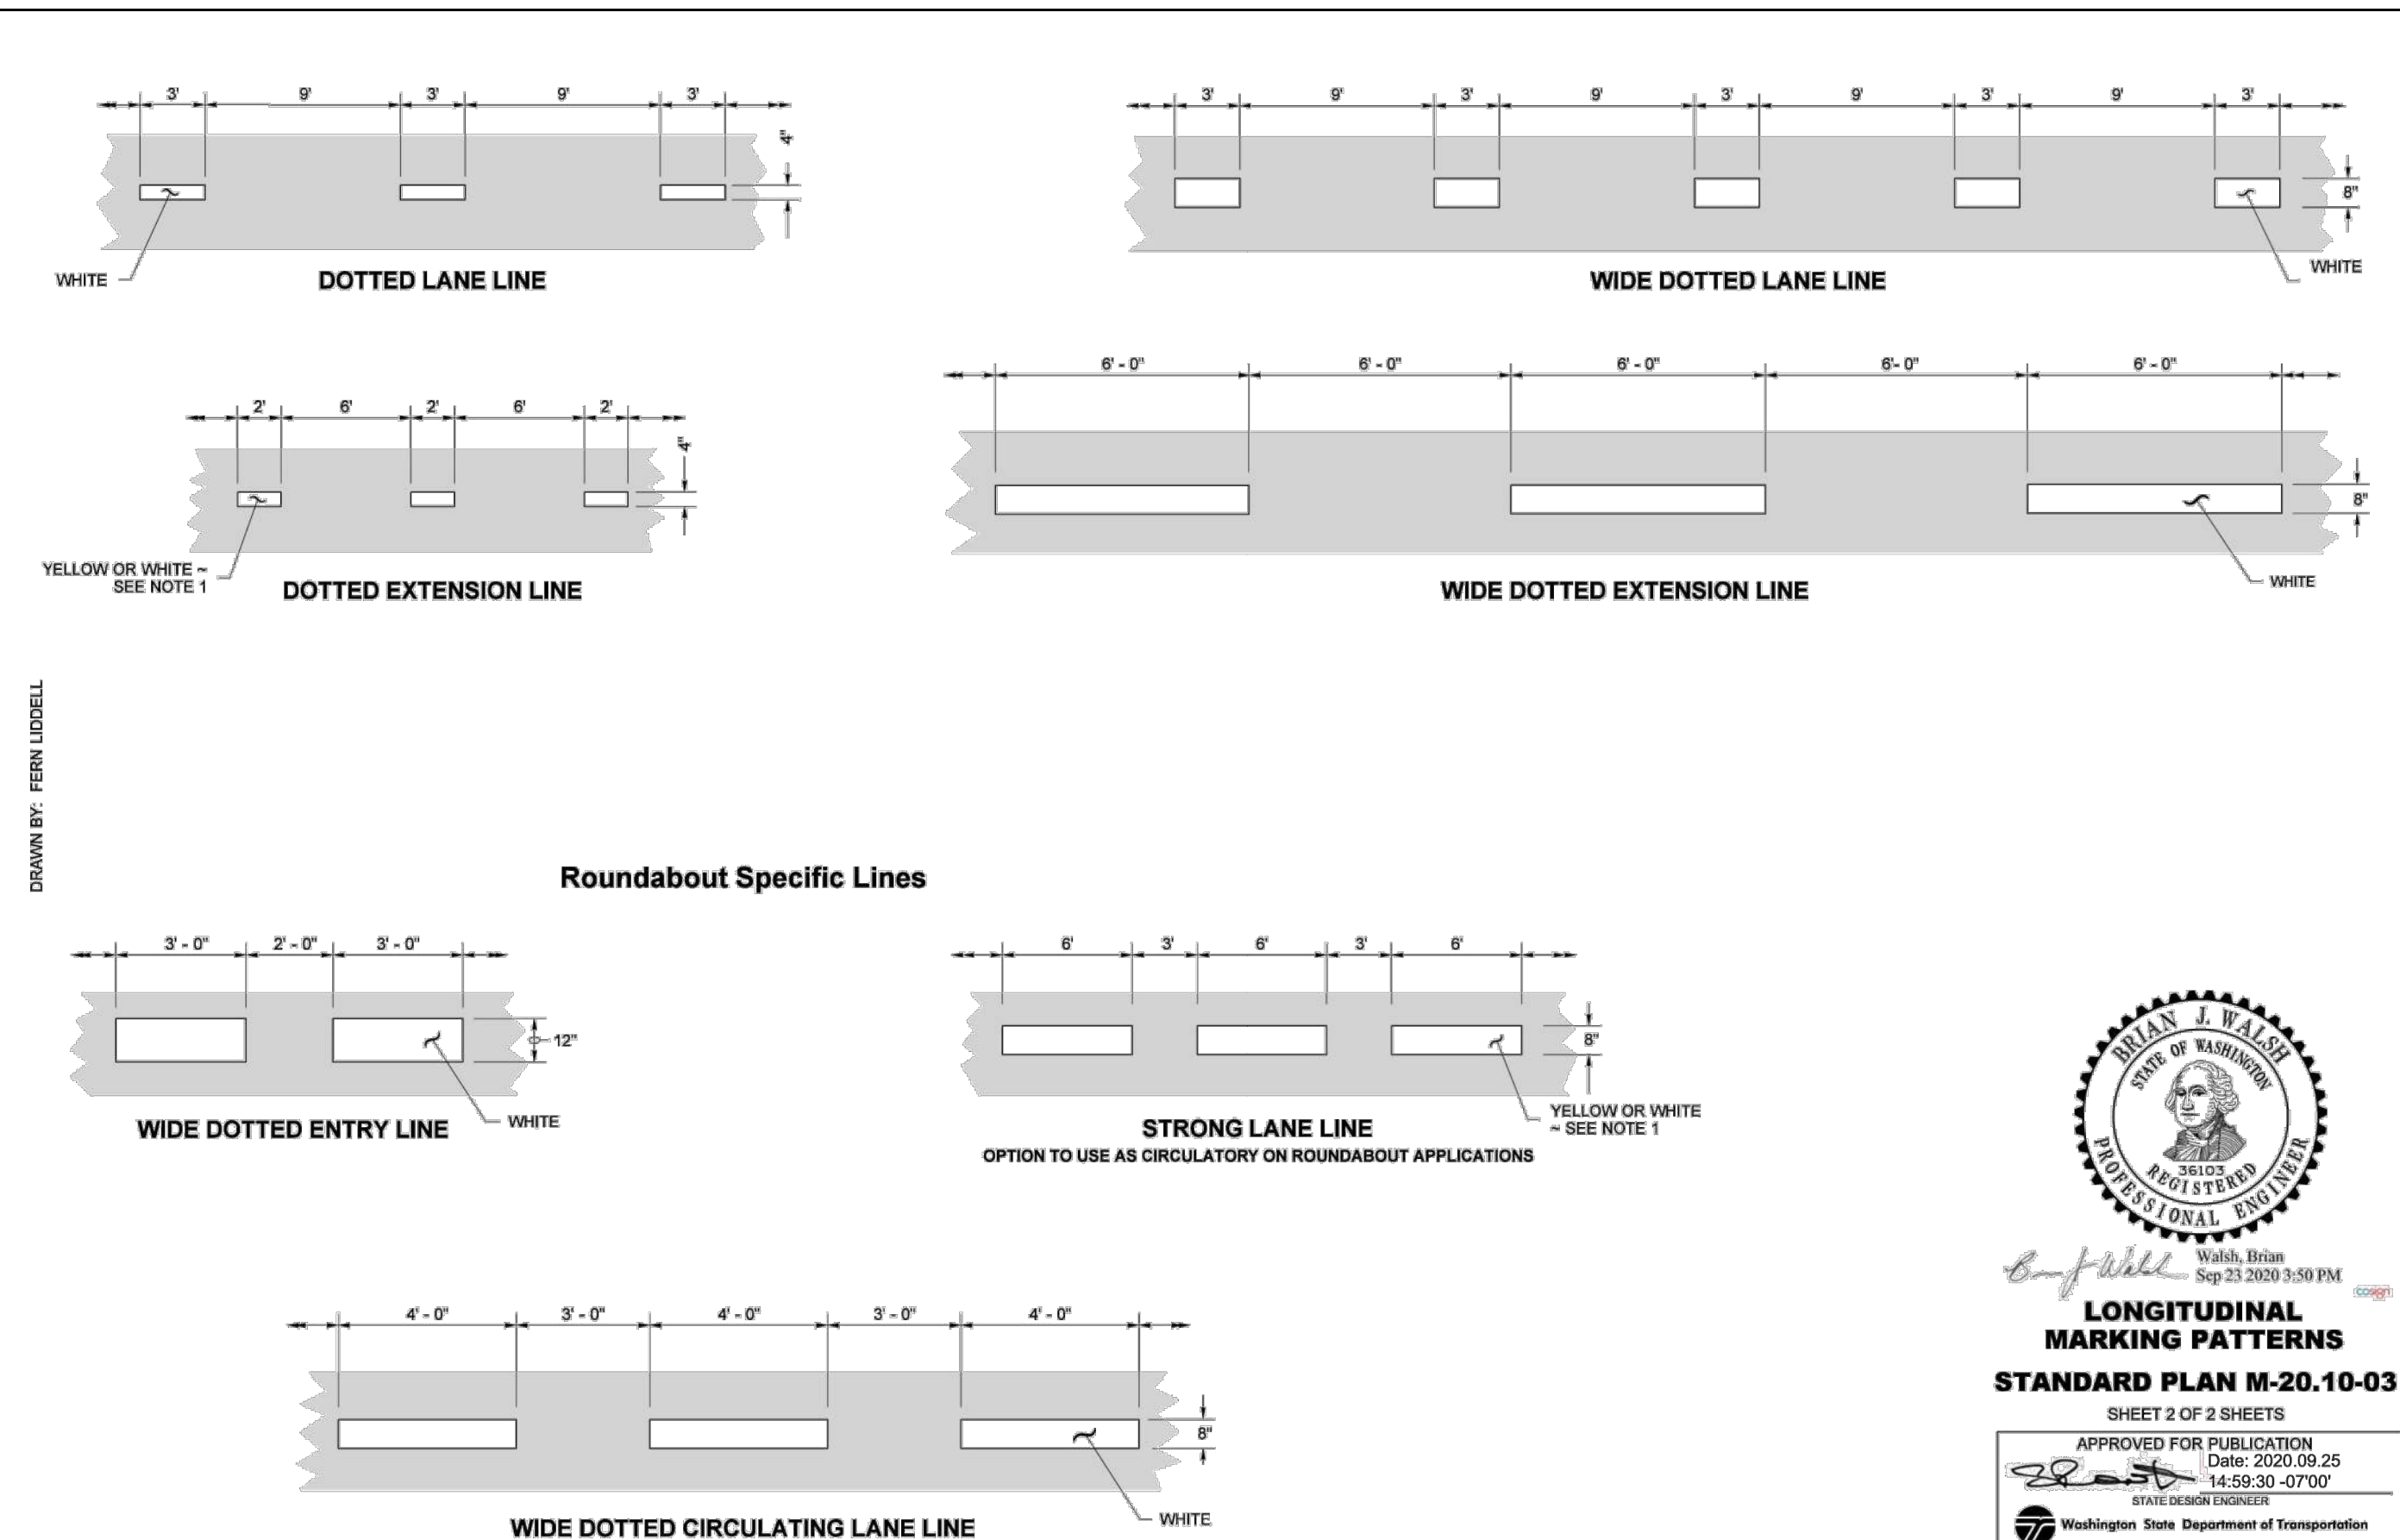 3' 9' 3' 9' 3'
4"
WHITE
DOTTED LANE LINE
3' 9' 3' 9' 3' 9' 3' 9' 3'
8"
WHITE
WIDE DOTTED LANE LINE
2' 6' 2' 6' 2'
4"
YELLOW OR WHITE ~
SEE NOTE 1
DOTTED EXTENSION LINE
6' - 0" 6' - 0" 6' - 0" 6'- 0" 6' - 0"
8"
WHITE
WIDE DOTTED EXTENSION LINE
DRAWN BY: FERN LIDDELL
Roundabout Specific Lines
3' - 0" 2' - 0" 3' - 0"
12"
WHITE
WIDE DOTTED ENTRY LINE
6' 3' 6' 3' 6'
8"
YELLOW OR WHITE
~ SEE NOTE 1
STRONG LANE LINE
OPTION TO USE AS CIRCULATORY ON ROUNDABOUT APPLICATIONS
4' - 0" 3' - 0" 4' - 0" 3' - 0" 4' - 0"
8"
WHITE
WIDE DOTTED CIRCULATING LANE LINE
BRIAN J. WALSH
STATE OF WASHINGTON
36103
REGISTERED
PROFESSIONAL ENGINEER
Walsh, Brian
Sep 23 2020 3:50 PM
cosign
LONGITUDINAL
MARKING PATTERNS
STANDARD PLAN M-20.10-03
SHEET 2 OF 2 SHEETS
APPROVED FOR PUBLICATION
Date: 2020.09.25
14:59:30 -07'00'
STATE DESIGN ENGINEER
Washington State Department of Transportation